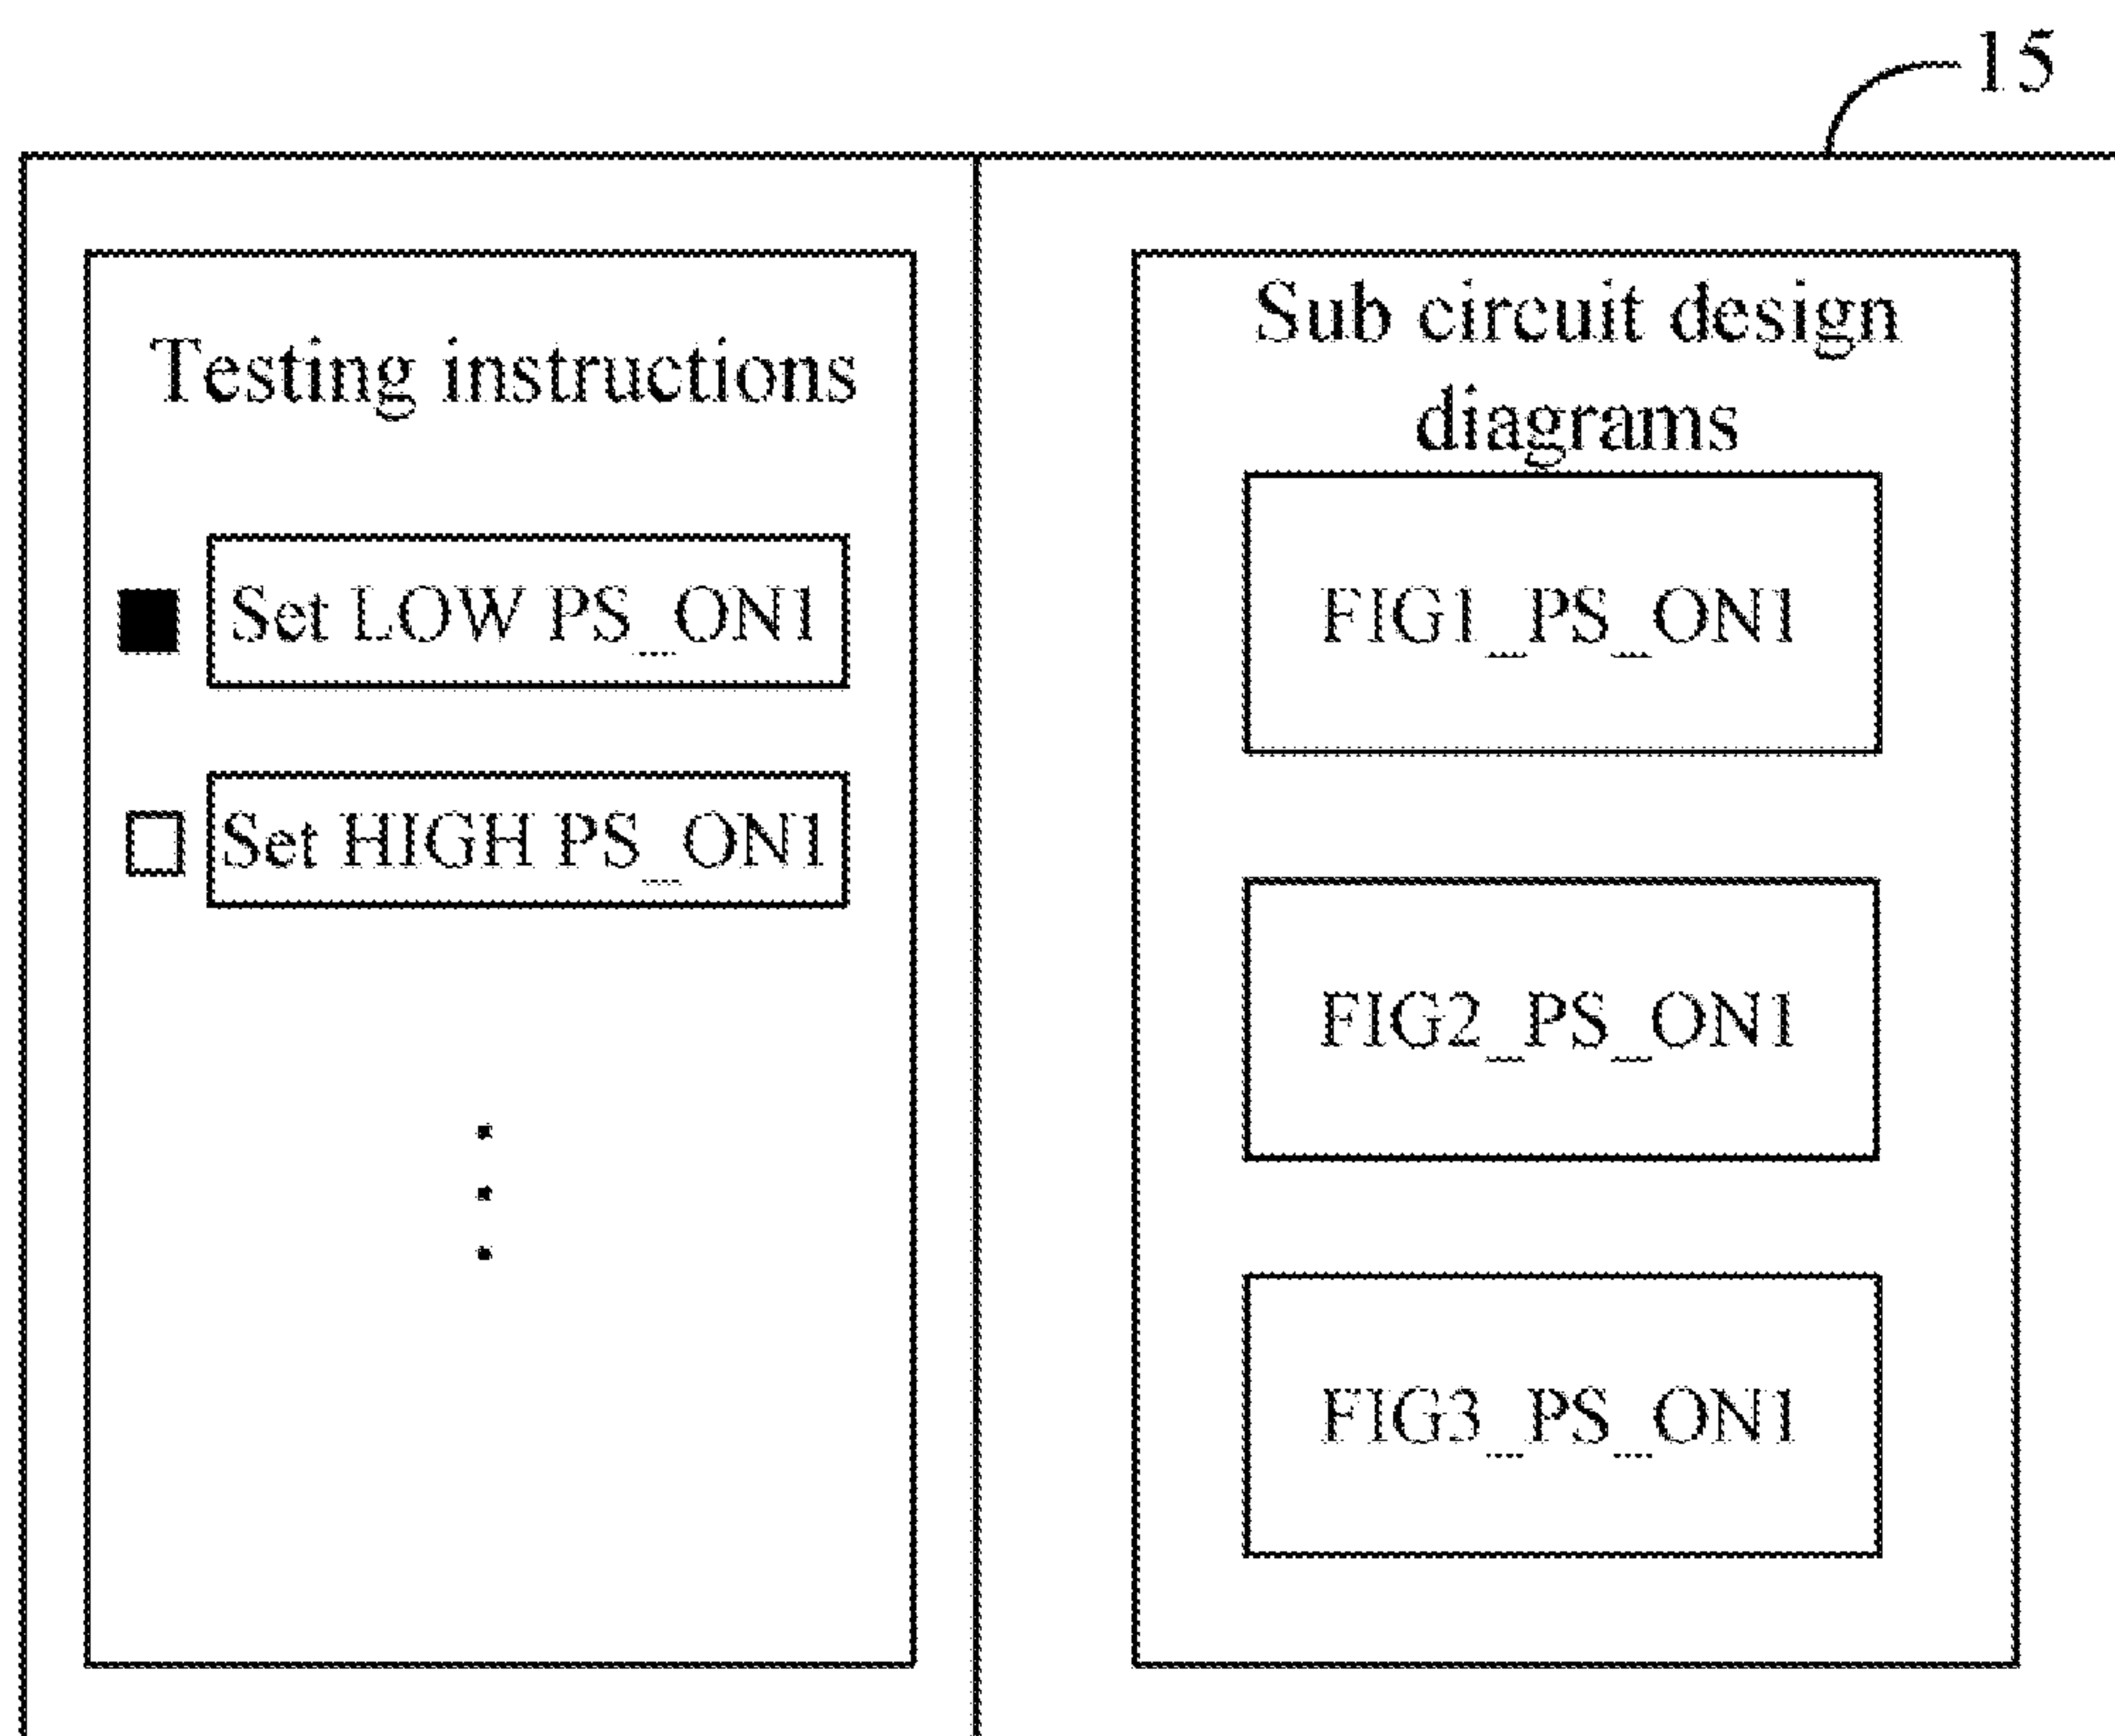 15
Testing instructions
Set LOW PS_ON1
Set HIGH PS_ON1
Sub circuit design
diagrams
FIG1_PS_ON1
FIG2_PS_ON1
FIG3_PS_ON1